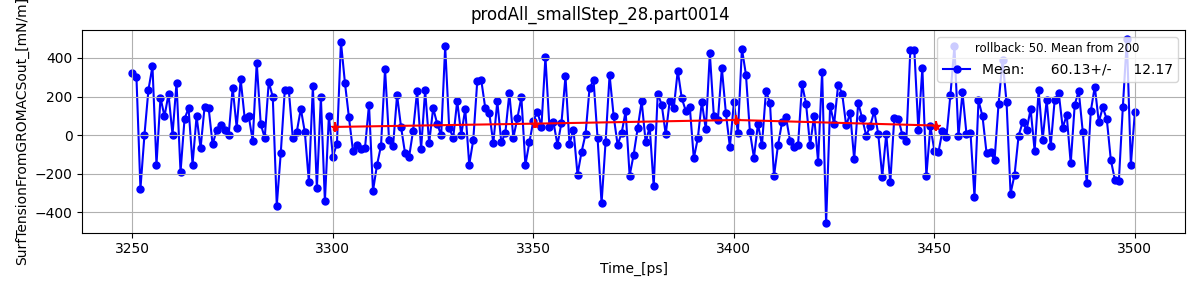 prodAll_smallStep_28.part0014
SurfTensionFromGROMACSout_[mN/m]
400
200
0
−200
−400
rollback: 50. Mean from 200
Mean: 60.13+/- 12.17
3250 3300 3350 3400 3450 3500
Time_[ps]